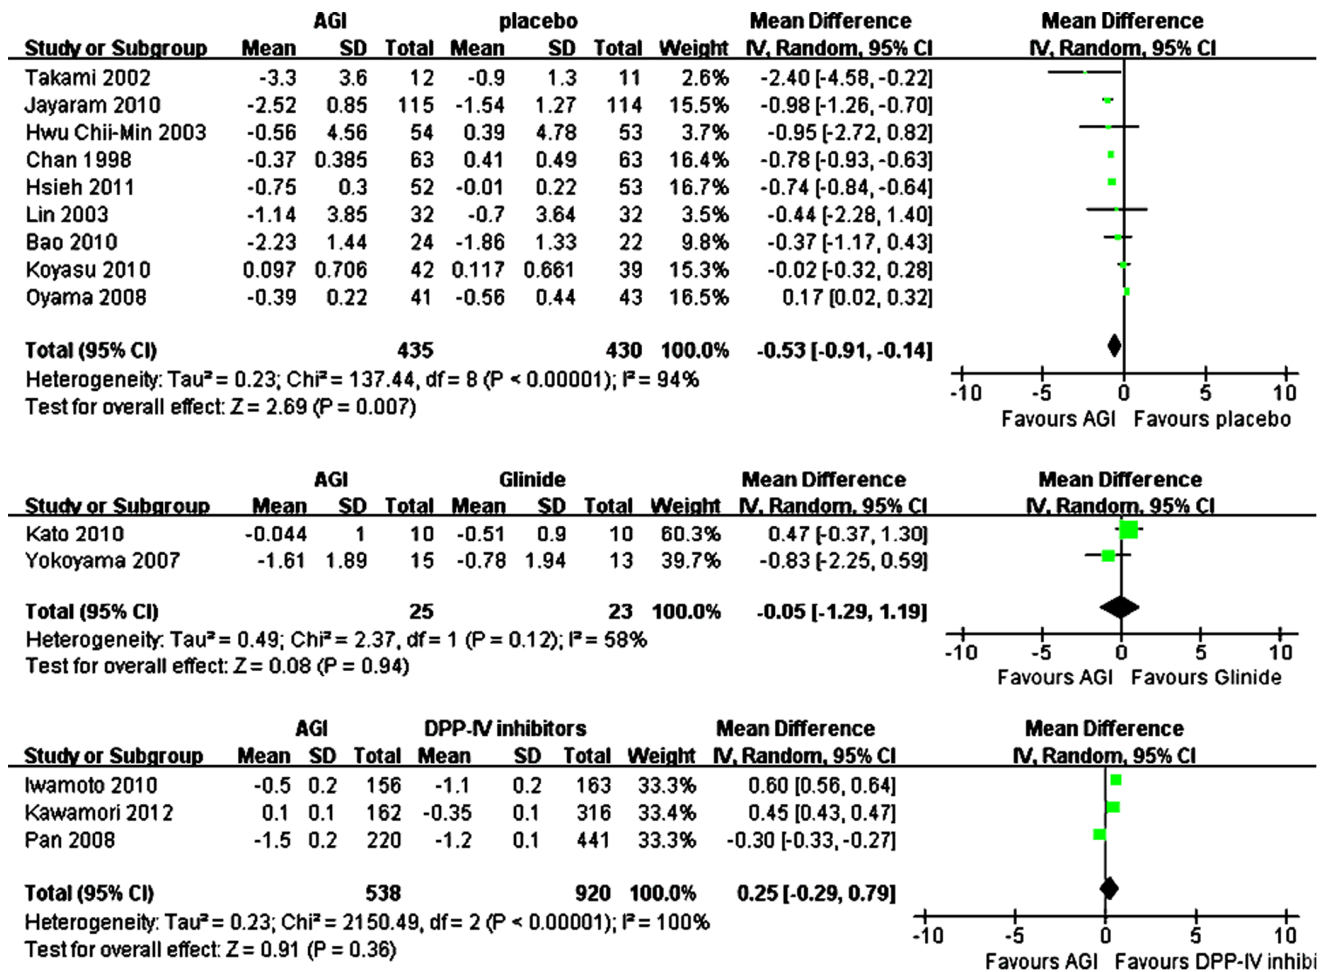 AGI placebo Mean Difference Mean Difference
Study or Subgroup Mean SD Total Mean SD Total Weight IV, Random, 95% CI IV, Random, 95% CI
Takami 2002 -3.3 3.6 12 -0.9 1.3 11 2.6% -2.40 [-4.58, -0.22]
Jayaram 2010 -2.52 0.85 115 -1.54 1.27 114 15.5% -0.98 [-1.26, -0.70]
Hwu Chii-Min 2003 -0.56 4.56 54 0.39 4.78 53 3.7% -0.95 [-2.72, 0.82]
Chan 1998 -0.37 0.385 63 0.41 0.49 63 16.4% -0.78 [-0.93, -0.63]
Hsieh 2011 -0.75 0.3 52 -0.01 0.22 53 16.7% -0.74 [-0.84, -0.64]
Lin 2003 -1.14 3.85 32 -0.7 3.64 32 3.5% -0.44 [-2.28, 1.40]
Bao 2010 -2.23 1.44 24 -1.86 1.33 22 9.8% -0.37 [-1.17, 0.43]
Koyasu 2010 0.097 0.706 42 0.117 0.661 39 15.3% -0.02 [-0.32, 0.28]
Oyama 2008 -0.39 0.22 41 -0.56 0.44 43 16.5% 0.17 [0.02, 0.32]
Total (95% CI) 435 430 100.0% -0.53 [-0.91, -0.14]
Heterogeneity: Tau² = 0.23; Chi² = 137.44, df = 8 (P < 0.00001); I² = 94%
Test for overall effect: Z = 2.69 (P = 0.007)
-10 -5 0 5 10
Favours AGI Favours placebo
AGI Glinide Mean Difference Mean Difference
Study or Subgroup Mean SD Total Mean SD Total Weight IV, Random, 95% CI IV, Random, 95% CI
Kato 2010 -0.044 1 10 -0.51 0.9 10 60.3% 0.47 [-0.37, 1.30]
Yokoyama 2007 -1.61 1.89 15 -0.78 1.94 13 39.7% -0.83 [-2.25, 0.59]
Total (95% CI) 25 23 100.0% -0.05 [-1.29, 1.19]
Heterogeneity: Tau² = 0.49; Chi² = 2.37, df = 1 (P = 0.12); I² = 58%
Test for overall effect: Z = 0.08 (P = 0.94)
-10 -5 0 5 10
Favours AGI Favours Glinide
AGI DPP-IV inhibitors Mean Difference Mean Difference
Study or Subgroup Mean SD Total Mean SD Total Weight IV, Random, 95% CI IV, Random, 95% CI
Iwamoto 2010 -0.5 0.2 156 -1.1 0.2 163 33.3% 0.60 [0.56, 0.64]
Kawamori 2012 0.1 0.1 162 -0.35 0.1 316 33.4% 0.45 [0.43, 0.47]
Pan 2008 -1.5 0.2 220 -1.2 0.1 441 33.3% -0.30 [-0.33, -0.27]
Total (95% CI) 538 920 100.0% 0.25 [-0.29, 0.79]
Heterogeneity: Tau² = 0.23; Chi² = 2150.49, df = 2 (P < 0.00001); I² = 100%
Test for overall effect: Z = 0.91 (P = 0.36)
-10 -5 0 5 10
Favours AGI Favours DPP-IV inhibi